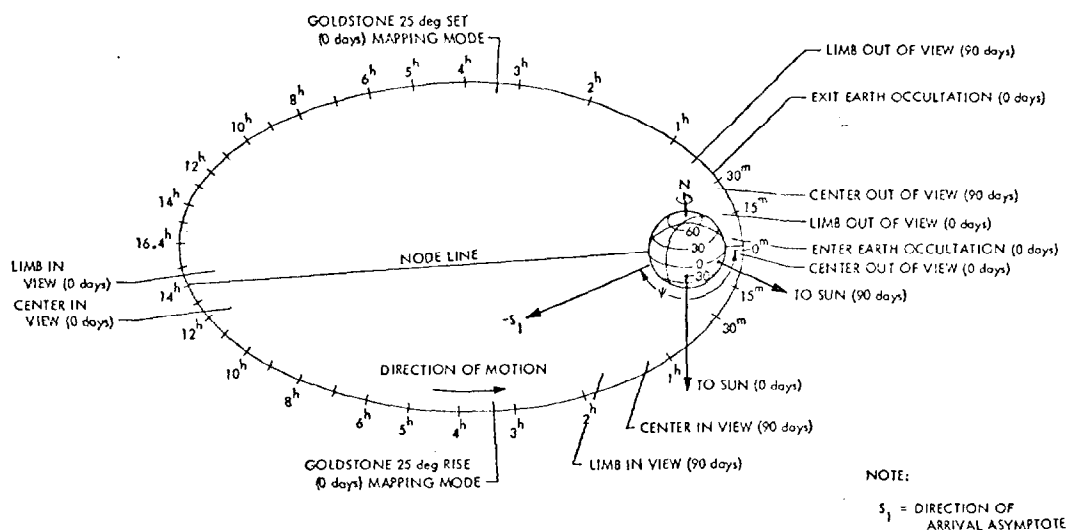 GOLDSTONE 25 deg SET
(0 days) MAPPING MODE
LIMB OUT OF VIEW (90 days)
EXIT EARTH OCCULTATION (0 days)
6h
5h
4h
3h
2h
8h
10h
1h
12h
30m
CENTER OUT OF VIEW (90 days)
14h
N
15m
LIMB OUT OF VIEW (0 days)
60
16.4h
30
0m
ENTER EARTH OCCULTATION (0 days)
NODE LINE
0
CENTER OUT OF VIEW (0 days)
LIMB IN
VIEW (0 days)
-30
14h
ψ
15m
TO SUN (90 days)
CENTER IN
VIEW (0 days)
12h
-S1
30m
10h
DIRECTION OF MOTION
1h
8h
TO SUN (0 days)
6h
5h
4h
3h
2h
CENTER IN VIEW (90 days)
GOLDSTONE 25 deg RISE
(0 days) MAPPING MODE
LIMB IN VIEW (90 days)
NOTE:
S1 = DIRECTION OF
ARRIVAL ASYMPTOTE